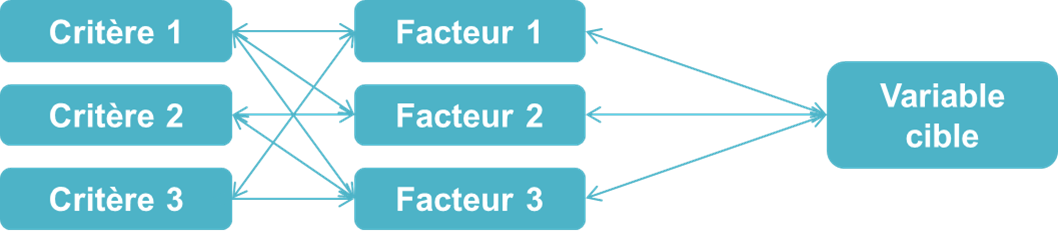 Critère 1
Facteur 1
Critère 2
Facteur 2
Variable
cible
Critère 3
Facteur 3